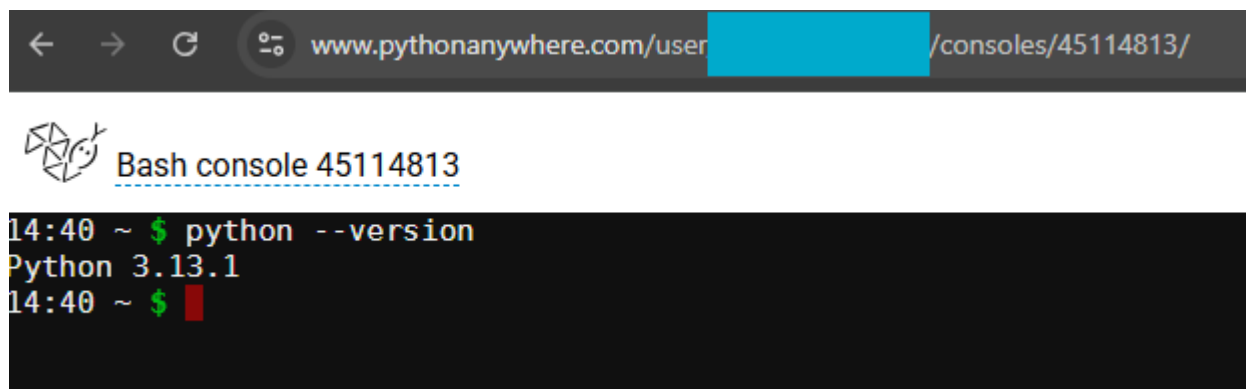 www.pythonanywhere.com/user/ /consoles/45114813/
Bash console 45114813
14:40 ~ $ python --version
Python 3.13.1
14:40 ~ $